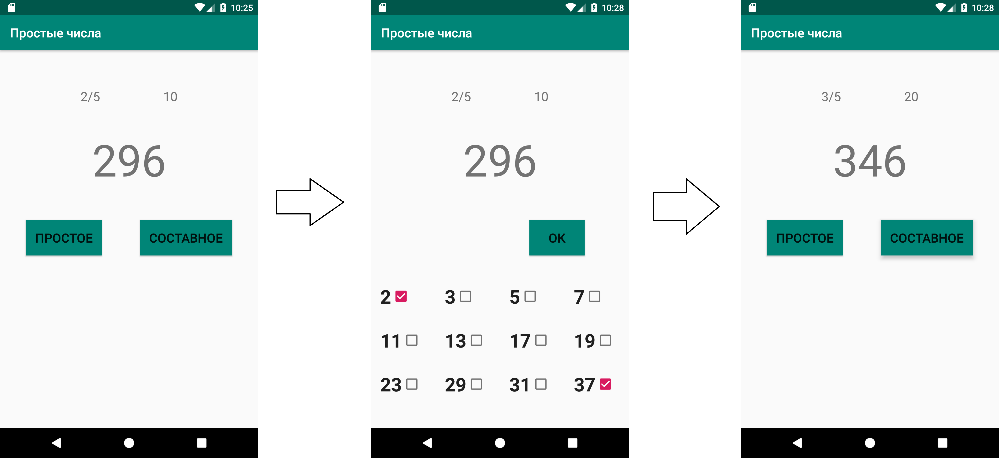 10:25
Простые числа
2/5 10
296
ПРОСТОЕ СОСТАВНОЕ
10:28
Простые числа
2/5 10
296
ОК
2 3 5 7
11 13 17 19
23 29 31 37
10:28
Простые числа
3/5 20
346
ПРОСТОЕ СОСТАВНОЕ